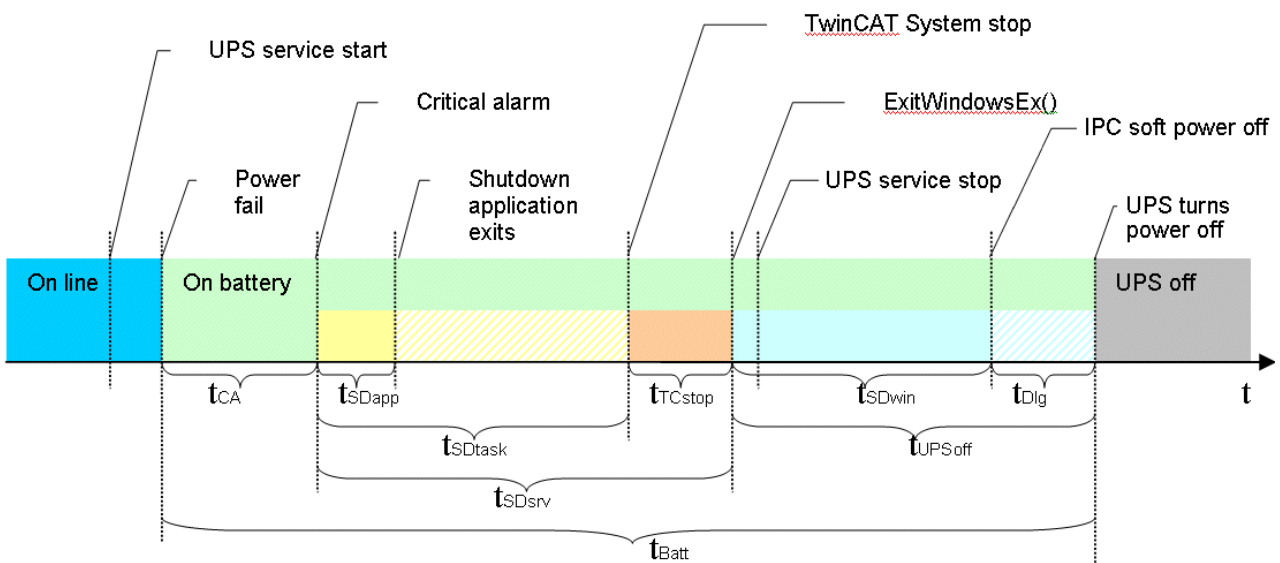 TwinCAT System stop
UPS service start
Critical alarm
ExitWindowsEx()
IPC soft power off
Power
fail
Shutdown
application
exits
UPS service stop
UPS turns
power off
On line
On battery
UPS off
tCA
tSDapp
tTCstop
tSDwin
tDlg
t
tSDtask
tUPSoff
tSDsrv
tBatt